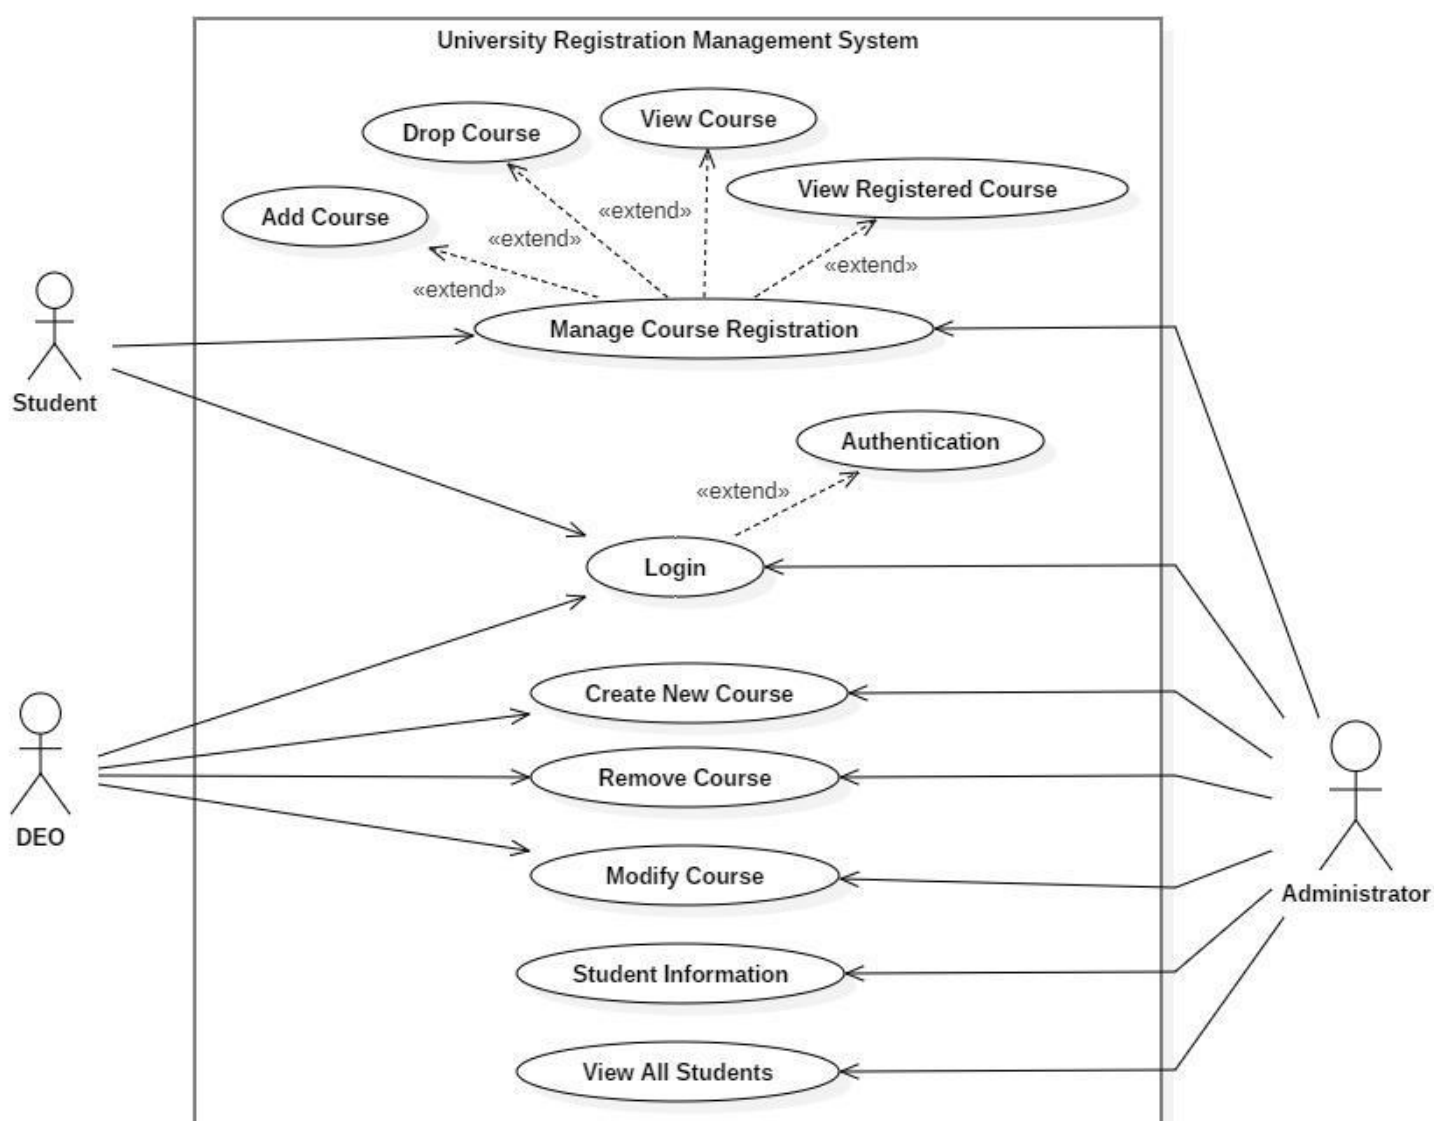 University Registration Management System
View Course
Drop Course
View Registered Course
Add Course
«extend»
«extend»
«extend»
«extend»
Manage Course Registration
Student
Authentication
«extend»
Login
Create New Course
Remove Course
DEO
Modify Course
Administrator
Student Information
View All Students